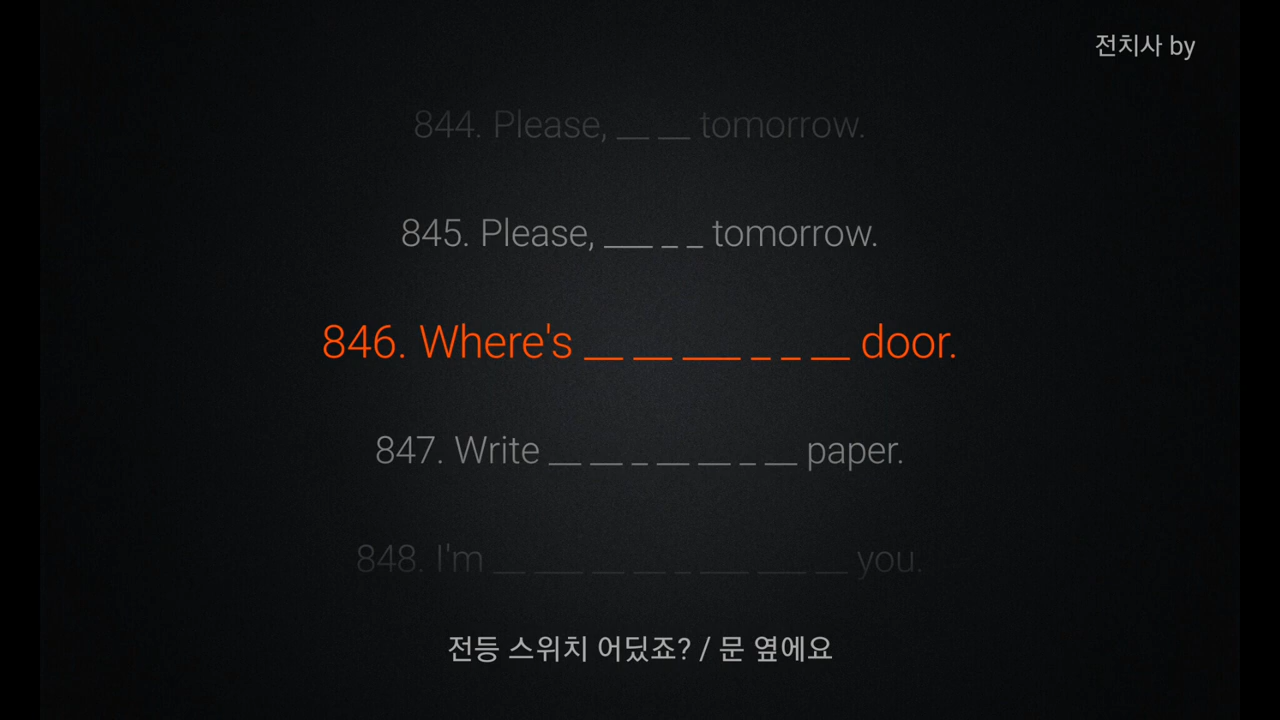 전치사 by
844. Please, __ __ tomorrow.
845. Please, ___ _ _ tomorrow.
846. Where's __ __ ___ _ _ __ door.
847. Write __ __ _ __ __ _ __ paper.
848. I'm __ ___ __ __ _ ___ ___ __ you.
전등 스위치 어딨죠? / 문 옆에요